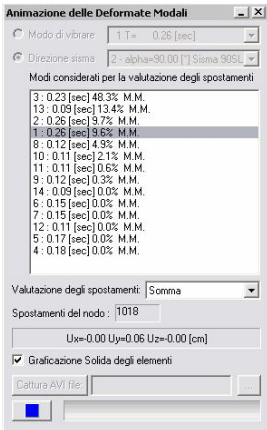 Animazione delle Deformate Modali
Modo di vibrare 1 T= 0.26 [sec]
Direzione sisma 2 - alpha=90.00 [°] Sisma 90SL
Modi considerati per la valutazione degli spostamenti
3 : 0.23 [sec] 48.3% M.M.
13 : 0.09 [sec] 13.4% M.M.
2 : 0.26 [sec] 9.7% M.M.
1 : 0.26 [sec] 9.6% M.M.
8 : 0.12 [sec] 4.9% M.M.
10 : 0.11 [sec] 2.1% M.M.
11 : 0.11 [sec] 0.6% M.M.
9 : 0.12 [sec] 0.3% M.M.
14 : 0.09 [sec] 0.0% M.M.
6 : 0.15 [sec] 0.0% M.M.
7 : 0.15 [sec] 0.0% M.M.
12 : 0.11 [sec] 0.0% M.M.
5 : 0.17 [sec] 0.0% M.M.
4 : 0.18 [sec] 0.0% M.M.
Valutazione degli spostamenti: Somma
Spostamenti del nodo : 1018
Ux=-0.00 Uy=0.06 Uz=-0.00 [cm]
Graficazione Solida degli elementi
Cattura AVI file: ...